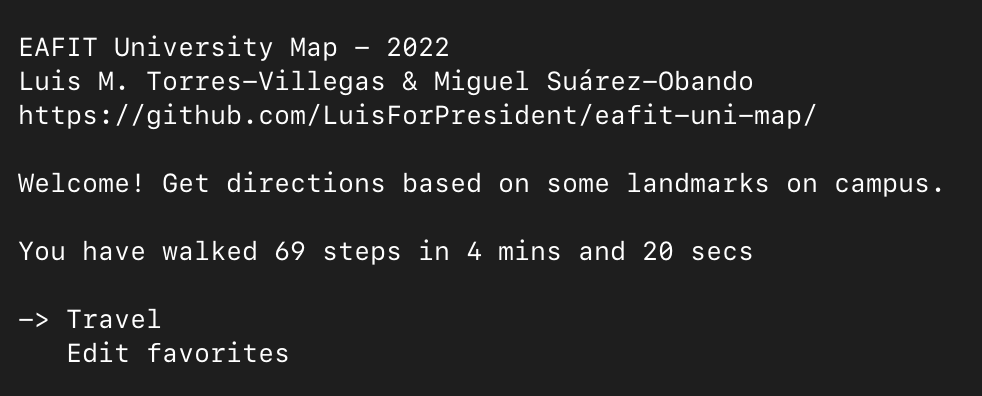 EAFIT University Map – 2022
Luis M. Torres–Villegas & Miguel Suárez–Obando
https://github.com/LuisForPresident/eafit-uni-map/
Welcome! Get directions based on some landmarks on campus.
You have walked 69 steps in 4 mins and 20 secs
–> Travel
Edit favorites